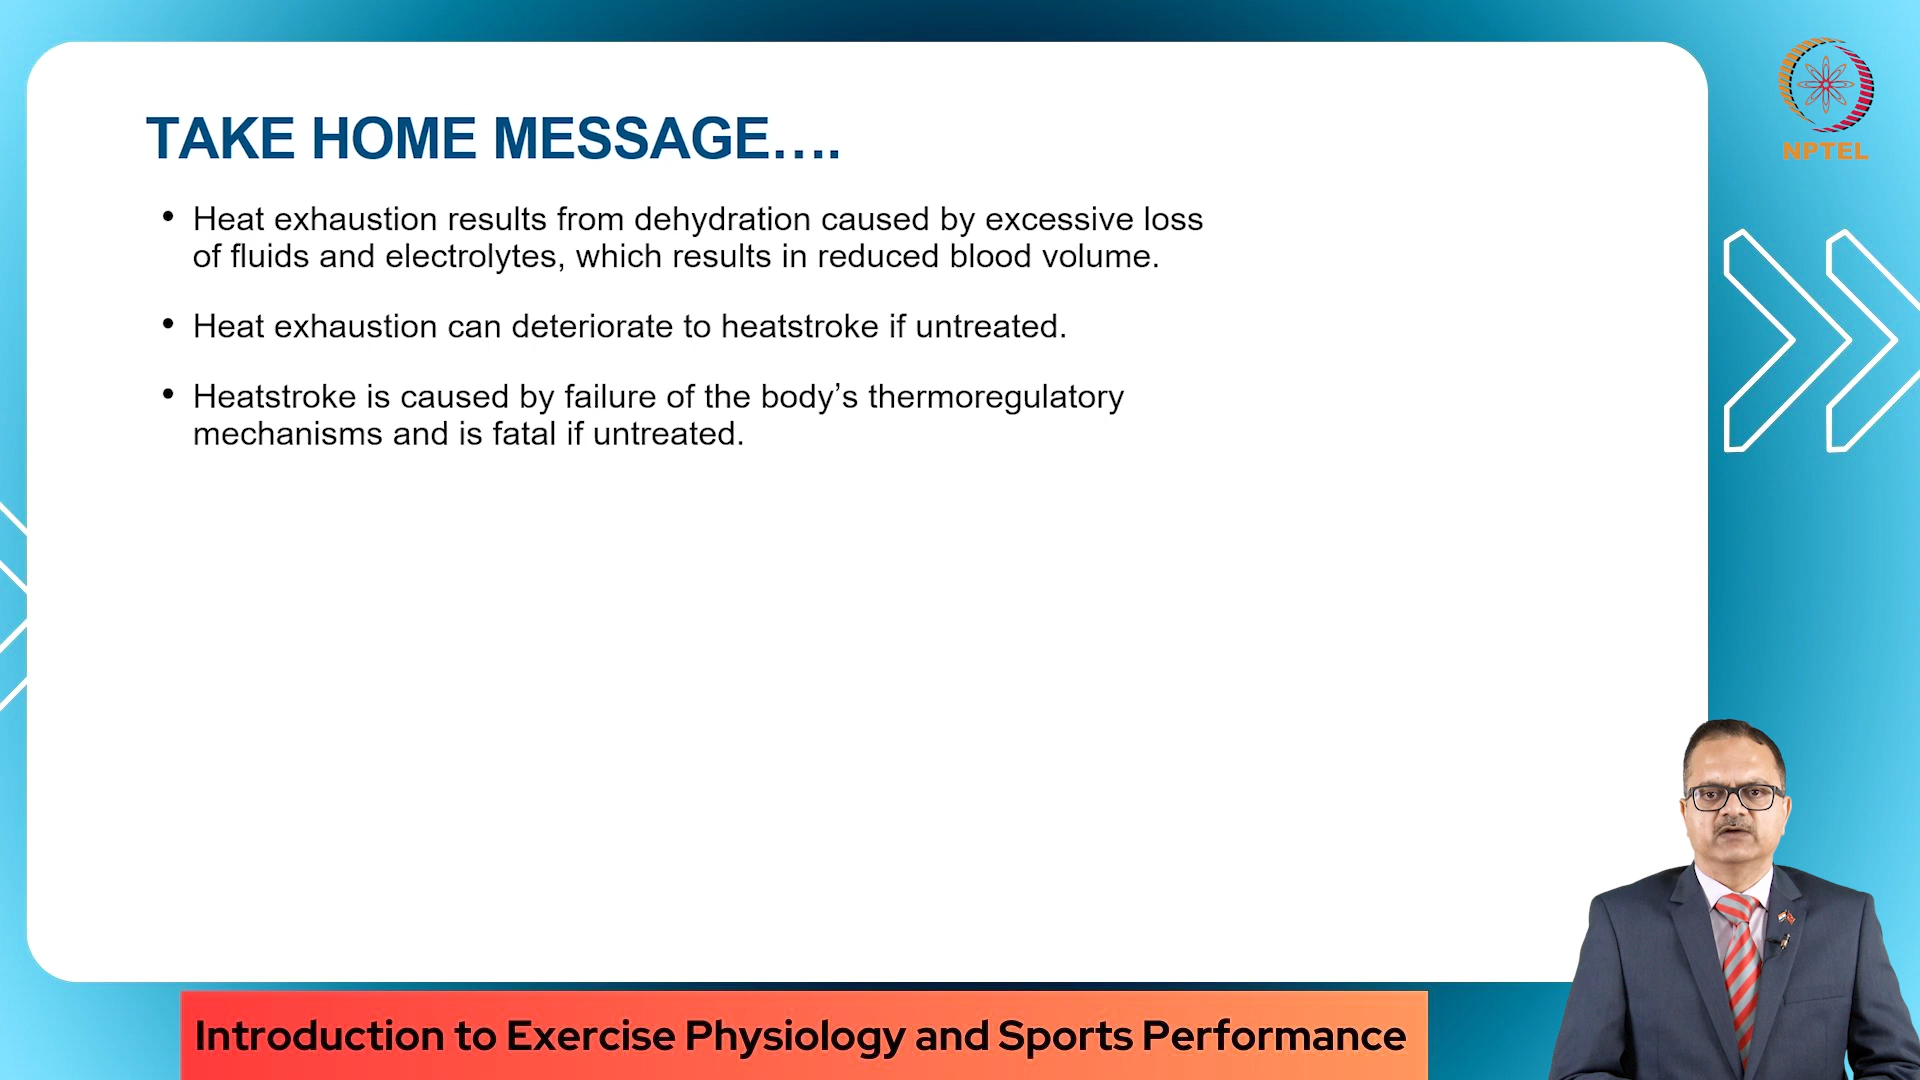 TAKE HOME MESSAGE....
• Heat exhaustion results from dehydration caused by excessive loss
of fluids and electrolytes, which results in reduced blood volume.
• Heat exhaustion can deteriorate to heatstroke if untreated.
• Heatstroke is caused by failure of the body’s thermoregulatory
mechanisms and is fatal if untreated.
NPTEL
Introduction to Exercise Physiology and Sports Performance